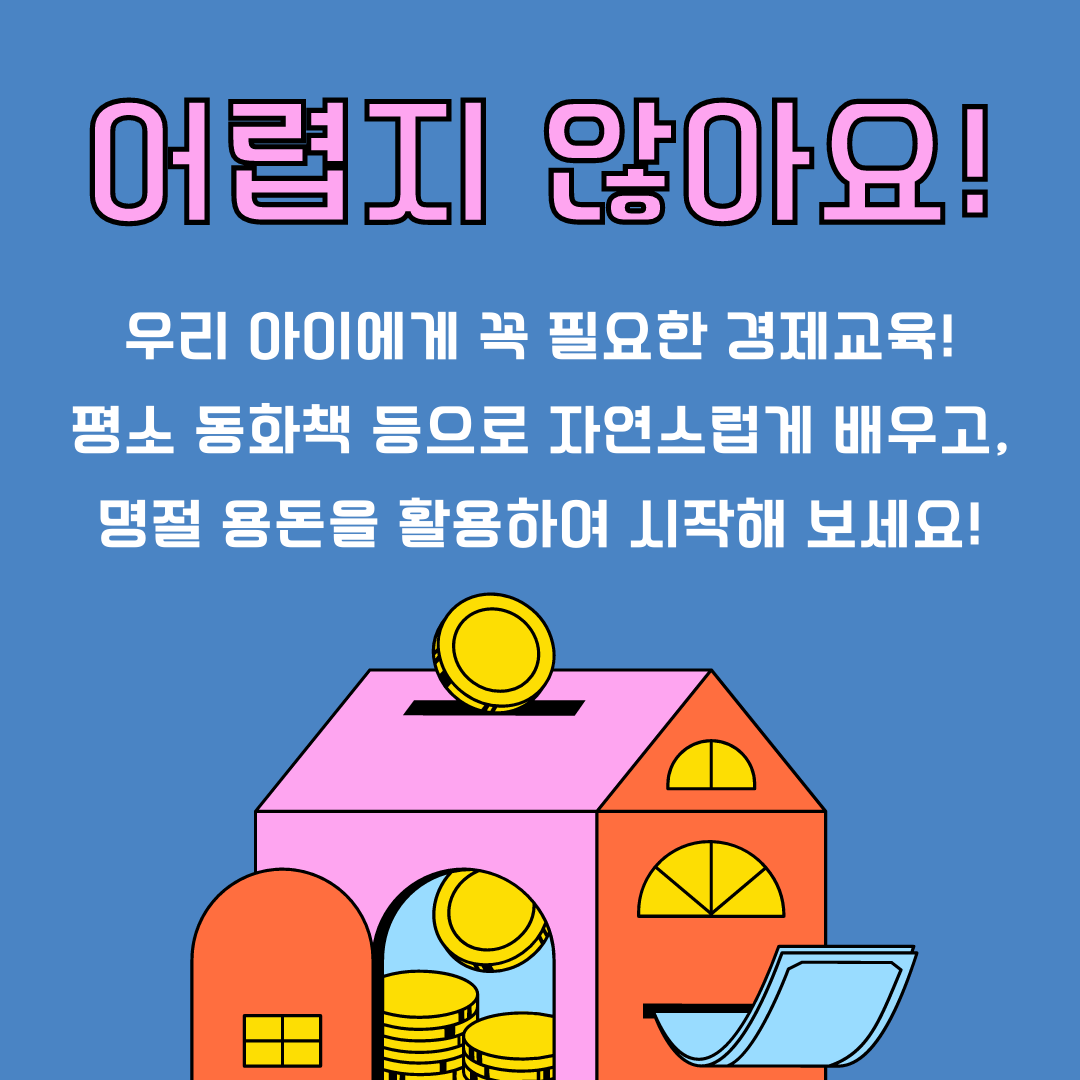 어렵지 않아요!
우리 아이에게 꼭 필요한 경제교육!
평소 동화책 등으로 자연스럽게 배우고,
명절 용돈을 활용하여 시작해 보세요!